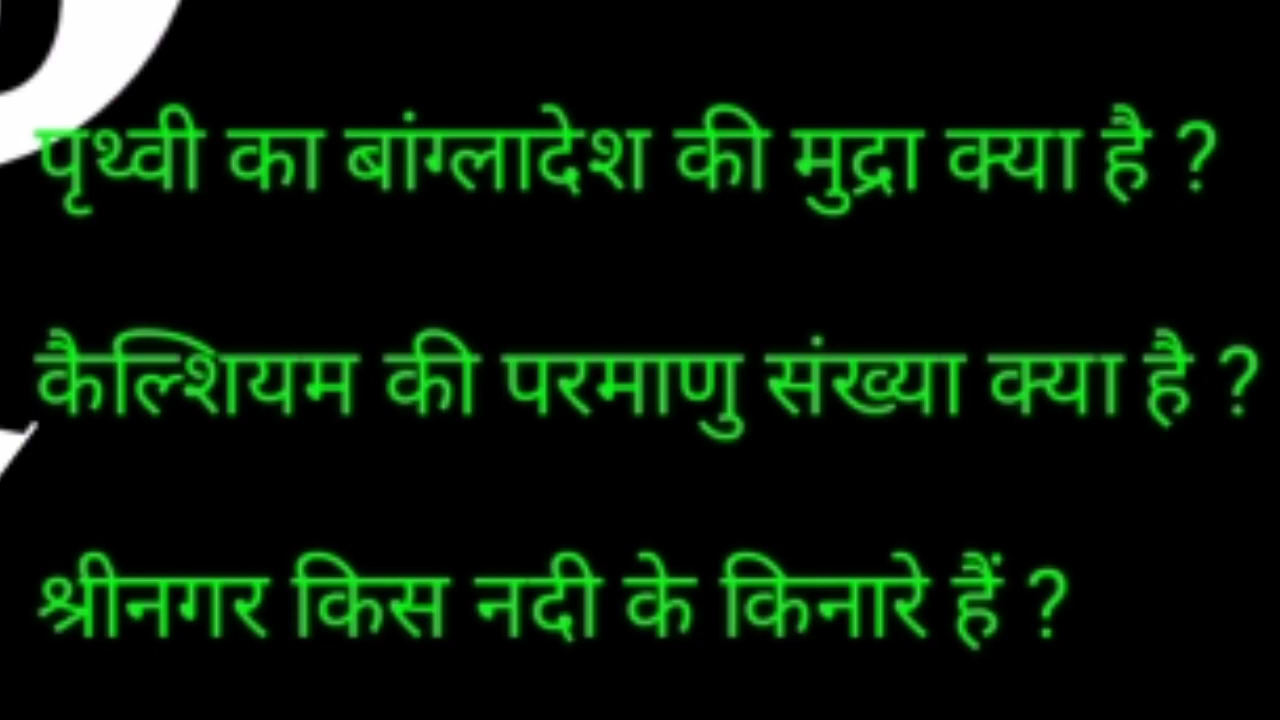 पृथ्वी का बांग्लादेश की मुद्रा क्या है ?
कैल्शियम की परमाणु संख्या क्या है ?
श्रीनगर किस नदी के किनारे हैं ?